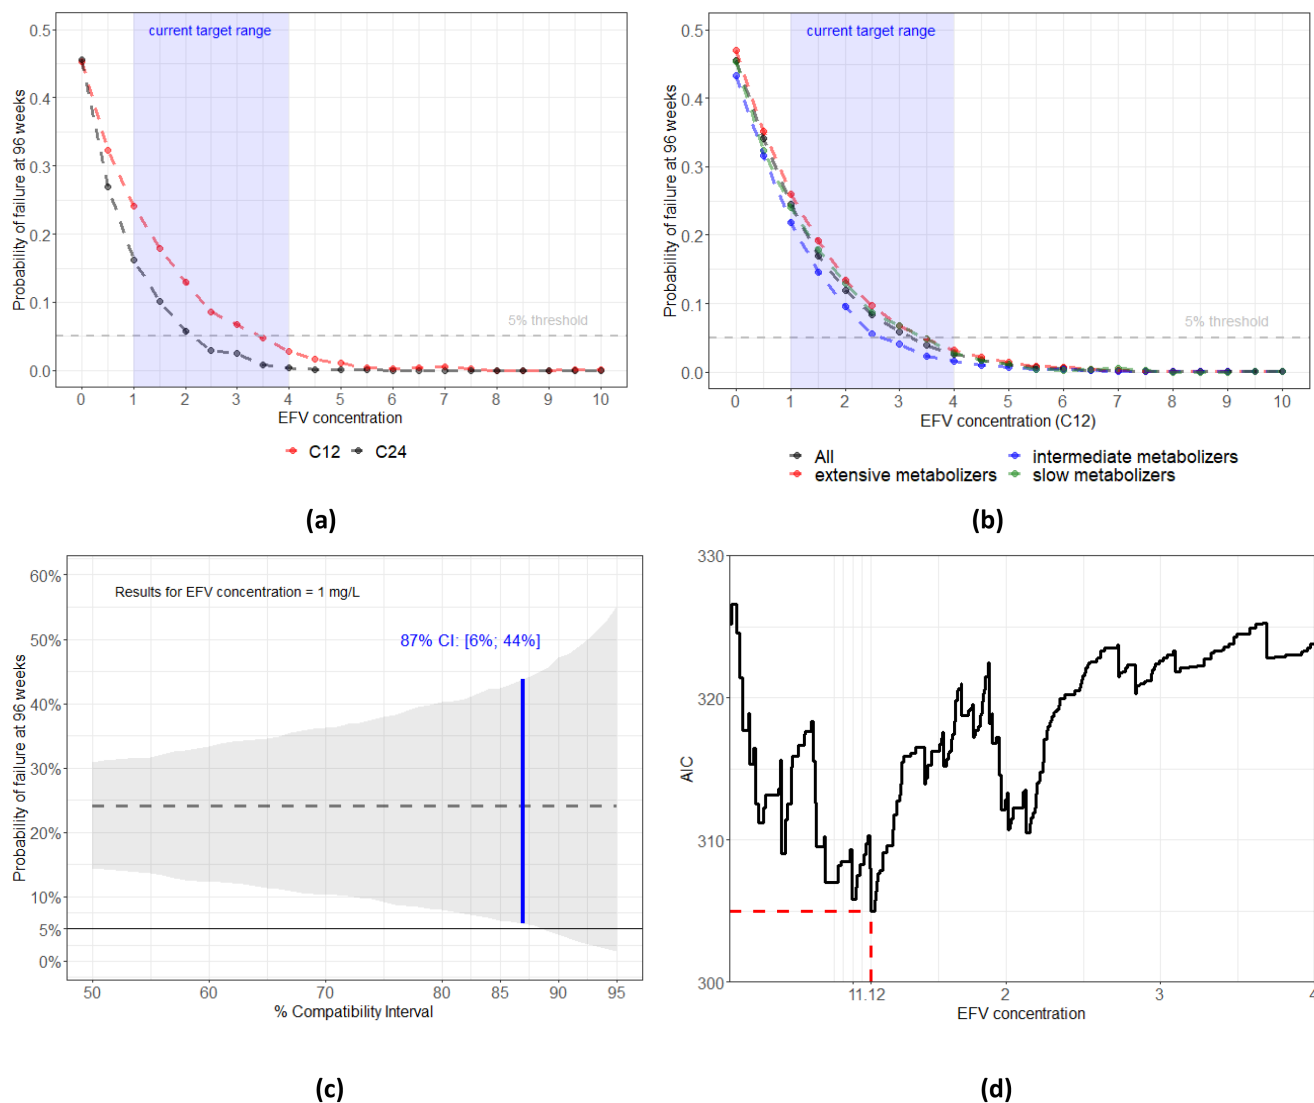 current target range
Probability of failure at 96 weeks
0.5
0.4
0.3
0.2
0.1
0.0
5% threshold
0 1 2 3 4 5 6 7 8 9 10
EFV concentration
C12 C24
(a)
current target range
Probability of failure at 96 weeks
0.5
0.4
0.3
0.2
0.1
0.0
5% threshold
0 1 2 3 4 5 6 7 8 9 10
EFV concentration (C12)
All intermediate metabolizers
extensive metabolizers slow metabolizers
(b)
Probability of failure at 96 weeks
60%
50%
40%
30%
20%
10%
5%
0%
Results for EFV concentration = 1 mg/L
87% CI: [6%; 44%]
50 60 70 80 90 95
% Compatibility Interval
(c)
AIC
330
320
310
300
11.12 2 3 4
EFV concentration
(d)